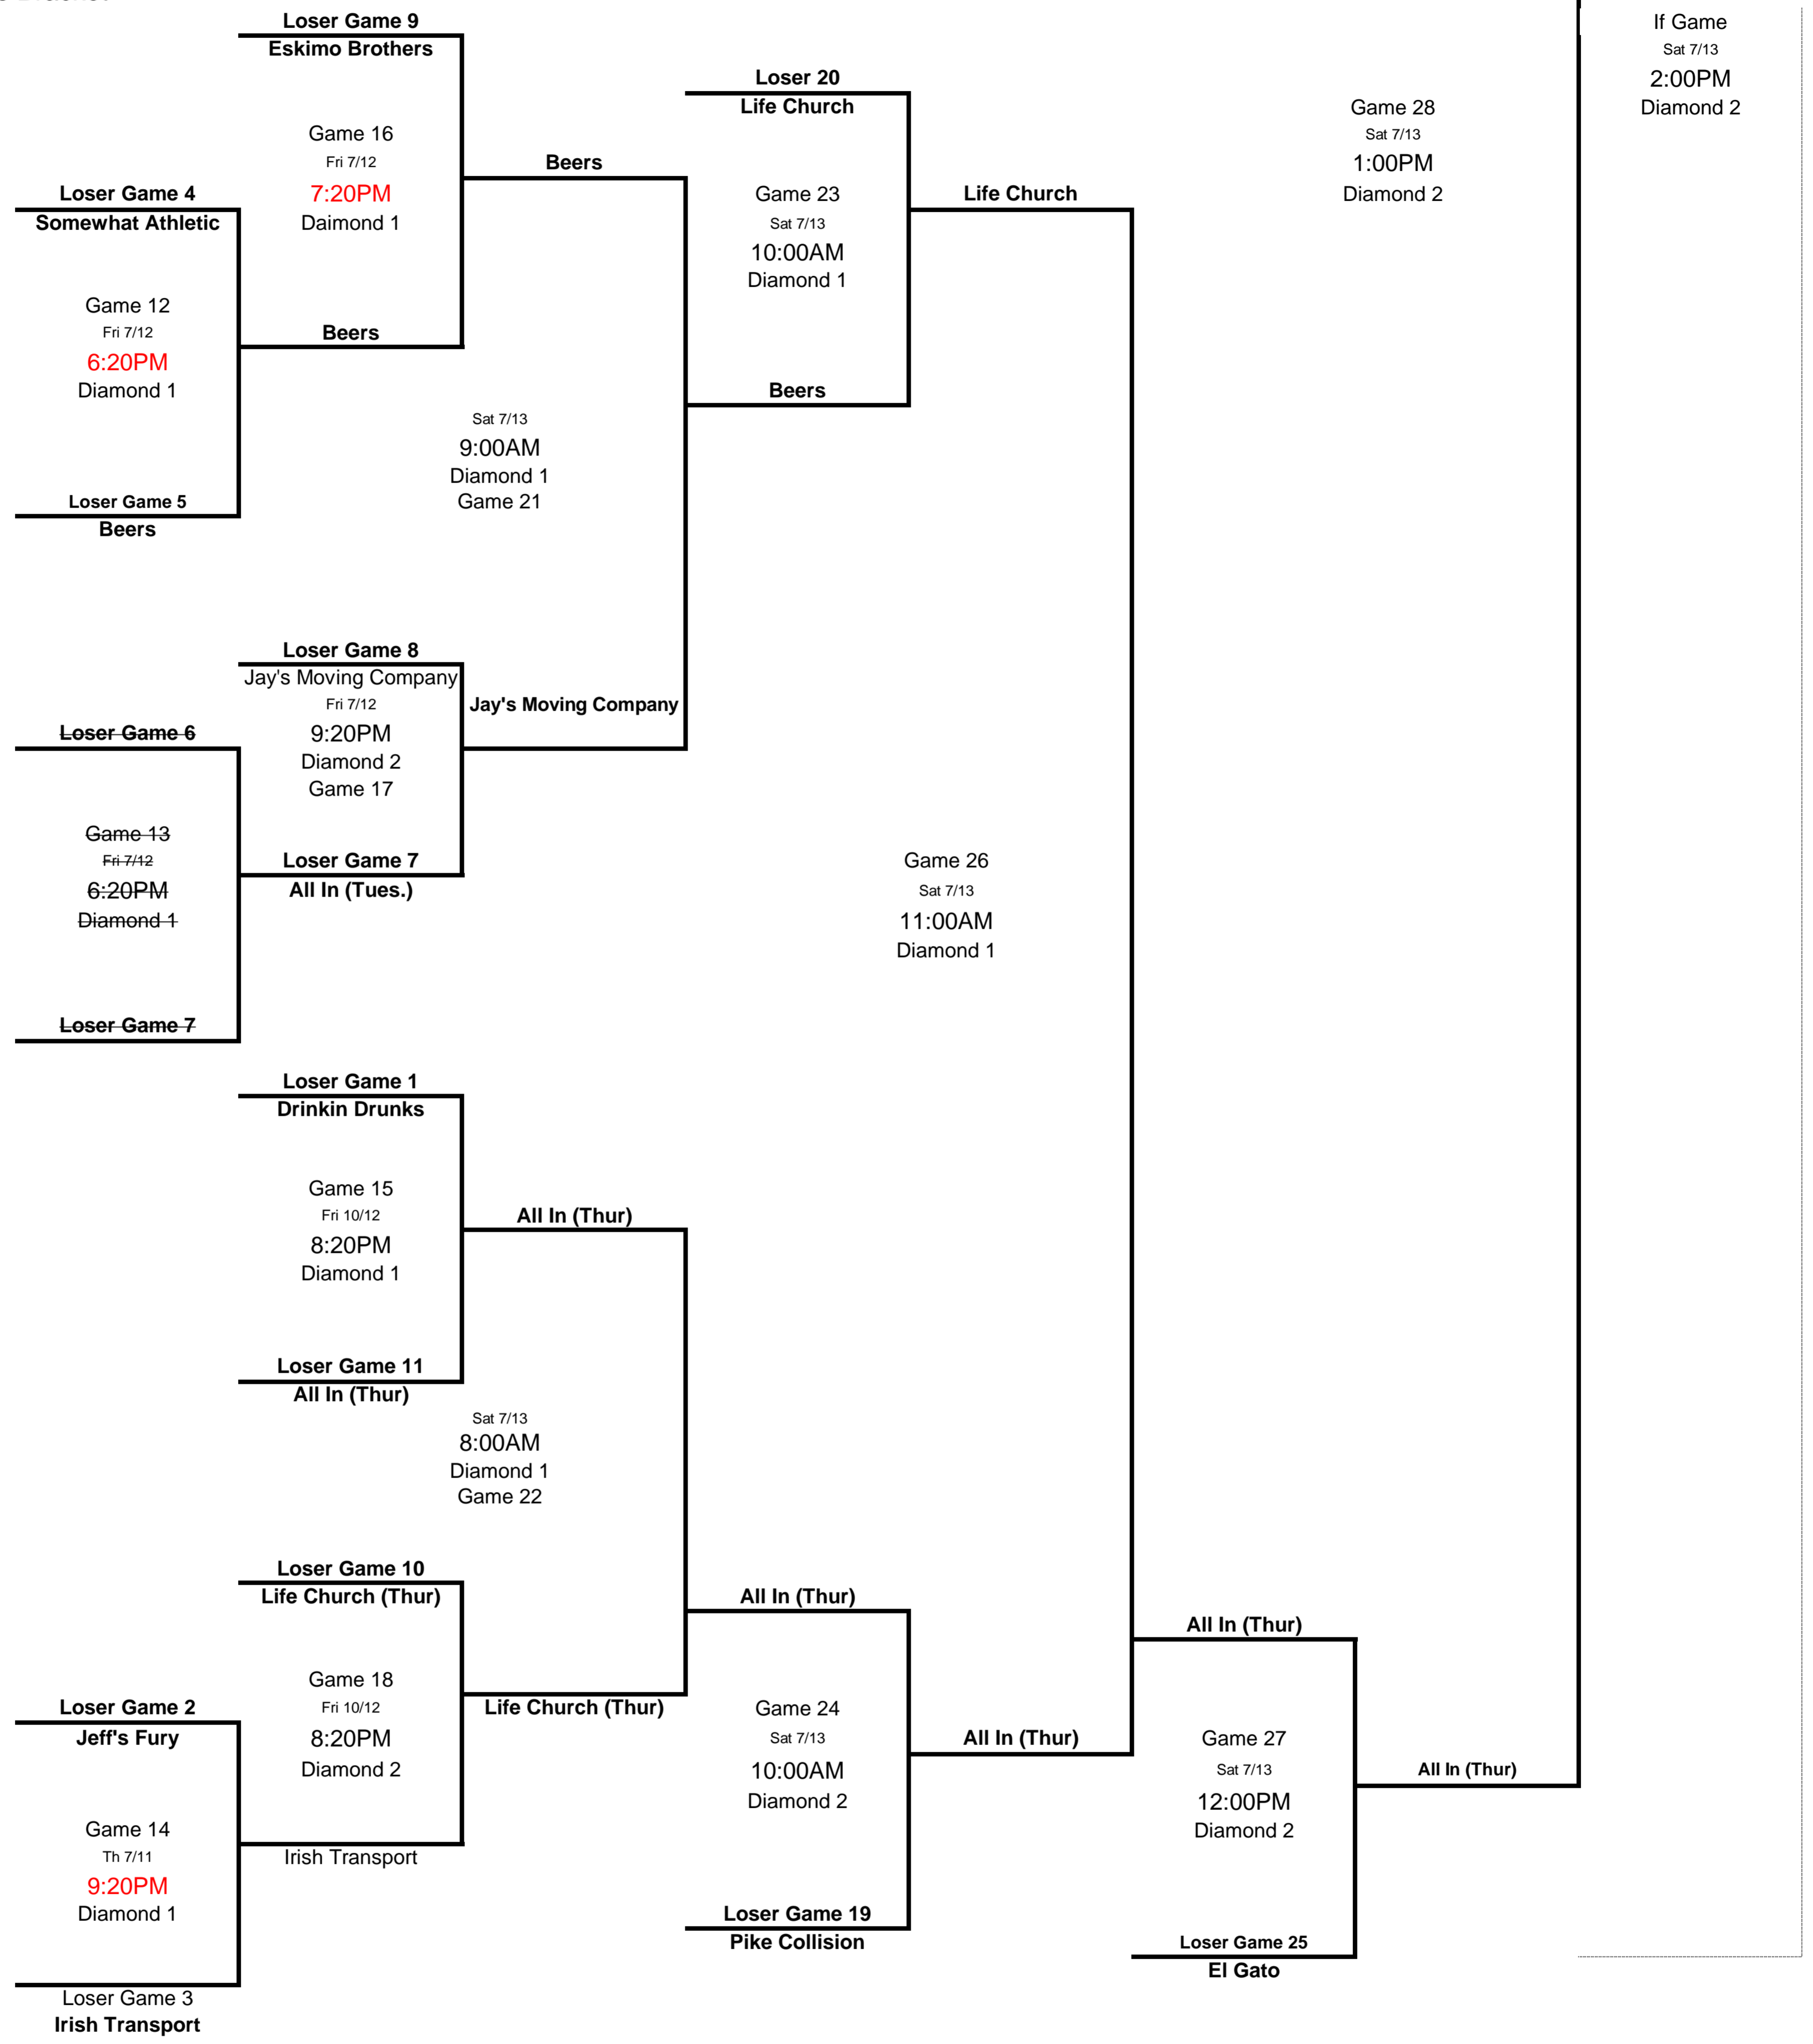 Loser Game 9
Eskimo Brothers
Game 16
Fri 7/12
7:20PM
Daimond 1
Loser Game 4
Somewhat Athletic
Game 12
Fri 7/12
6:20PM
Diamond 1
Beers
Loser Game 5
Beers
Beers
Sat 7/13
9:00AM
Diamond 1
Game 21
Loser 20
Life Church
Game 23
Sat 7/13
10:00AM
Diamond 1
Beers
Life Church
Game 28
Sat 7/13
1:00PM
Diamond 2
If Game
Sat 7/13
2:00PM
Diamond 2
Loser Game 8
Jay's Moving Company
Fri 7/12
9:20PM
Diamond 2
Game 17
Jay's Moving Company
Loser Game 6
Game 13
Fri 7/12
6:20PM
Diamond 1
Loser Game 7
All In (Tues.)
Loser Game 7
Game 26
Sat 7/13
11:00AM
Diamond 1
Loser Game 1
Drinkin Drunks
Game 15
Fri 10/12
8:20PM
Diamond 1
All In (Thur)
Loser Game 11
All In (Thur)
Sat 7/13
8:00AM
Diamond 1
Game 22
Loser Game 10
Life Church (Thur)
Game 18
Fri 10/12
8:20PM
Diamond 2
Life Church (Thur)
Loser Game 2
Jeff's Fury
Game 14
Th 7/11
9:20PM
Diamond 1
Irish Transport
Loser Game 3
Irish Transport
All In (Thur)
Game 24
Sat 7/13
10:00AM
Diamond 2
Loser Game 19
Pike Collision
All In (Thur)
All In (Thur)
Game 27
Sat 7/13
12:00PM
Diamond 2
Loser Game 25
El Gato
All In (Thur)